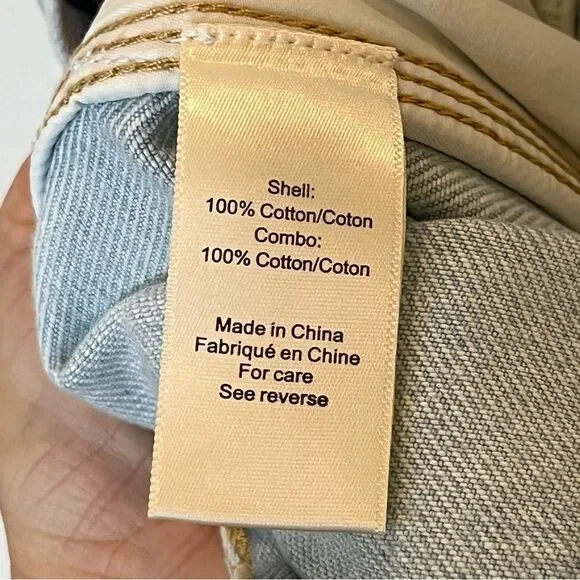 Shell:
100% Cotton/Coton
Combo:
100% Cotton/Coton
Made in China
Fabriqué en Chine
For care
See reverse